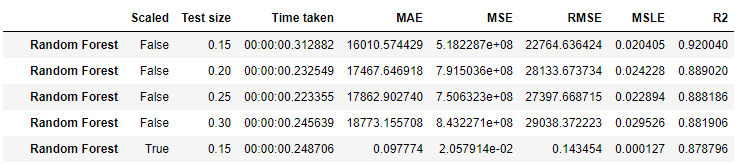 Scaled Test size Time taken MAE MSE RMSE MSLE R2
Random Forest False 0.15 00:00:00.312882 16010.574429 5.182287e+08 22764.636424 0.020405 0.920040
Random Forest False 0.20 00:00:00.232549 17467.646918 7.915036e+08 28133.673734 0.024228 0.889020
Random Forest False 0.25 00:00:00.223355 17862.902740 7.506323e+08 27397.668715 0.022894 0.888186
Random Forest False 0.30 00:00:00.245639 18773.155708 8.432271e+08 29038.372223 0.029526 0.881906
Random Forest True 0.15 00:00:00.248706 0.097774 2.057914e-02 0.143454 0.000127 0.878796